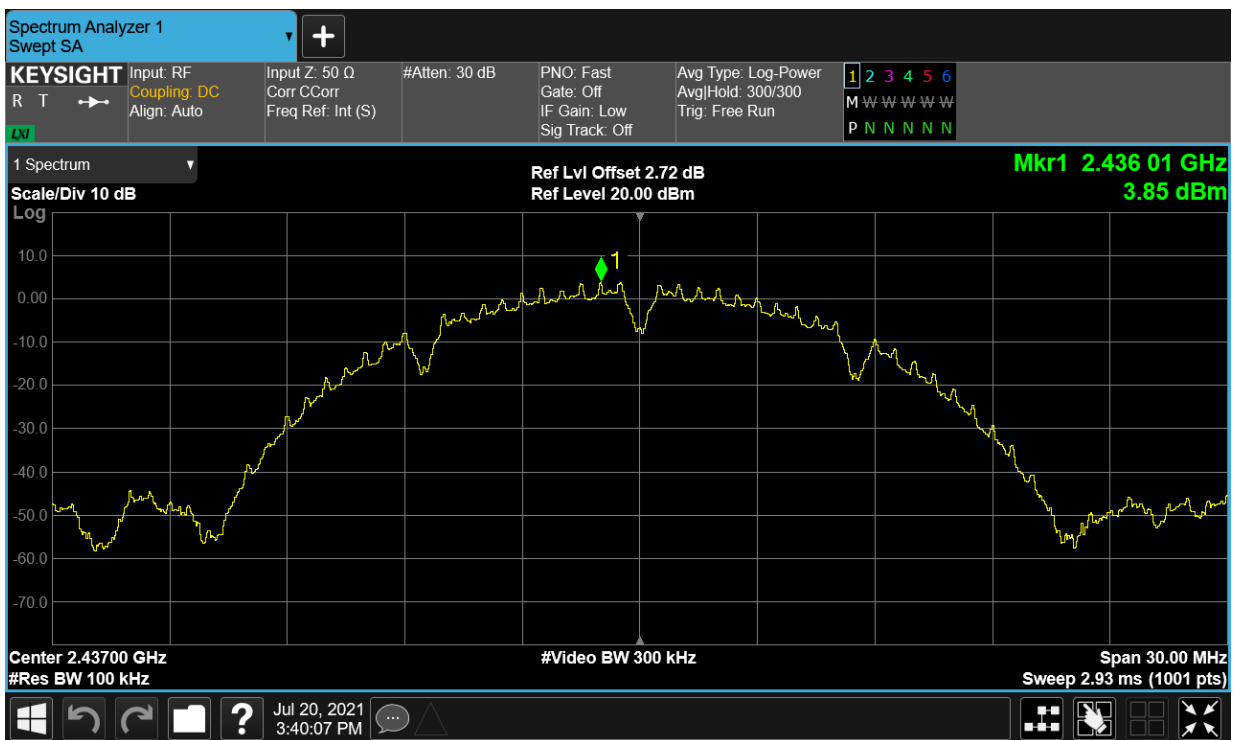 Spectrum Analyzer 1
Swept SA
+
KEYSIGHT
R T
LXI
Input: RF
Coupling: DC
Align: Auto
Input Z: 50 Ω
Corr CCorr
Freq Ref: Int (S)
#Atten: 30 dB
PNO: Fast
Gate: Off
IF Gain: Low
Sig Track: Off
Avg Type: Log-Power
Avg|Hold: 300/300
Trig: Free Run
1 2 3 4 5 6
M W W W W W
P N N N N N
1 Spectrum
Scale/Div 10 dB
Ref Lvl Offset 2.72 dB
Ref Level 20.00 dBm
Mkr1 2.436 01 GHz
3.85 dBm
Log
1
10.0
0.00
-10.0
-20.0
-30.0
-40.0
-50.0
-60.0
-70.0
Center 2.43700 GHz
#Video BW 300 kHz
Span 30.00 MHz
#Res BW 100 kHz
Sweep 2.93 ms (1001 pts)
?
Jul 20, 2021
3:40:07 PM